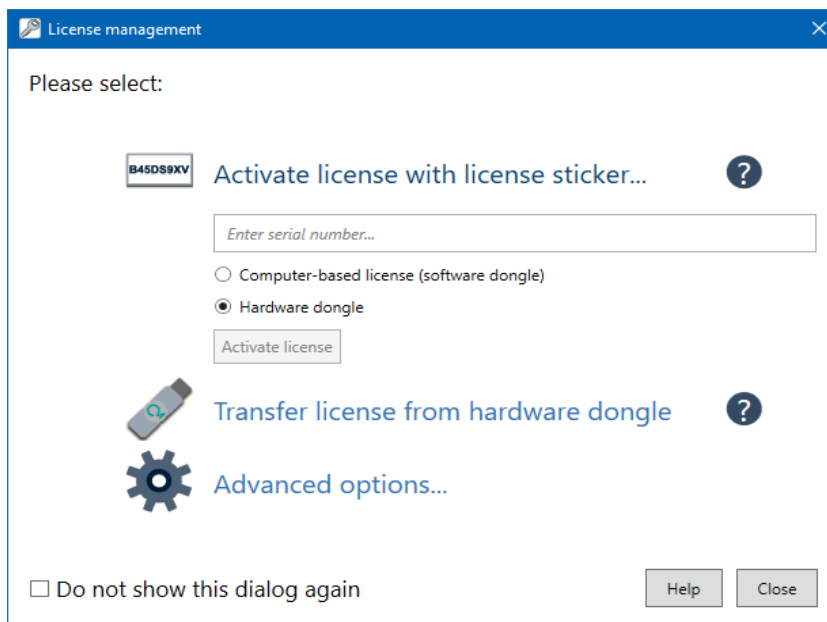 License management
Please select:
B45DS9XV
Activate license with license sticker...
?
Enter serial number...
Computer-based license (software dongle)
Hardware dongle
Activate license
Transfer license from hardware dongle
?
Advanced options...
Do not show this dialog again
Help
Close